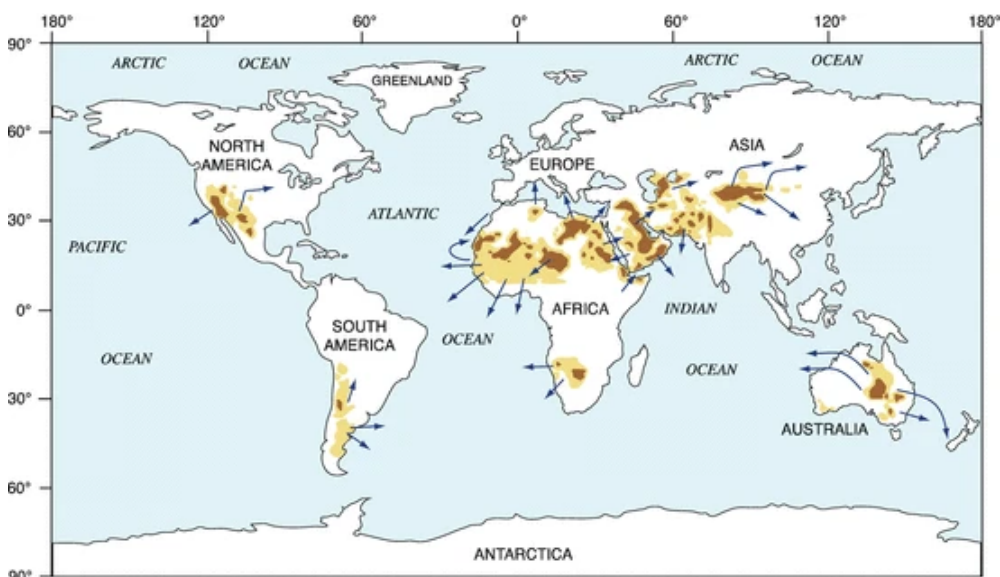 180°
120°
60°
0°
60°
120°
180°
90°
ARCTIC
OCEAN
GREENLAND
ARCTIC
OCEAN
60°
NORTH
AMERICA
EUROPE
ASIA
30°
ATLANTIC
PACIFIC
0°
AFRICA
INDIAN
SOUTH
AMERICA
OCEAN
OCEAN
OCEAN
30°
AUSTRALIA
60°
ANTARCTICA
90°